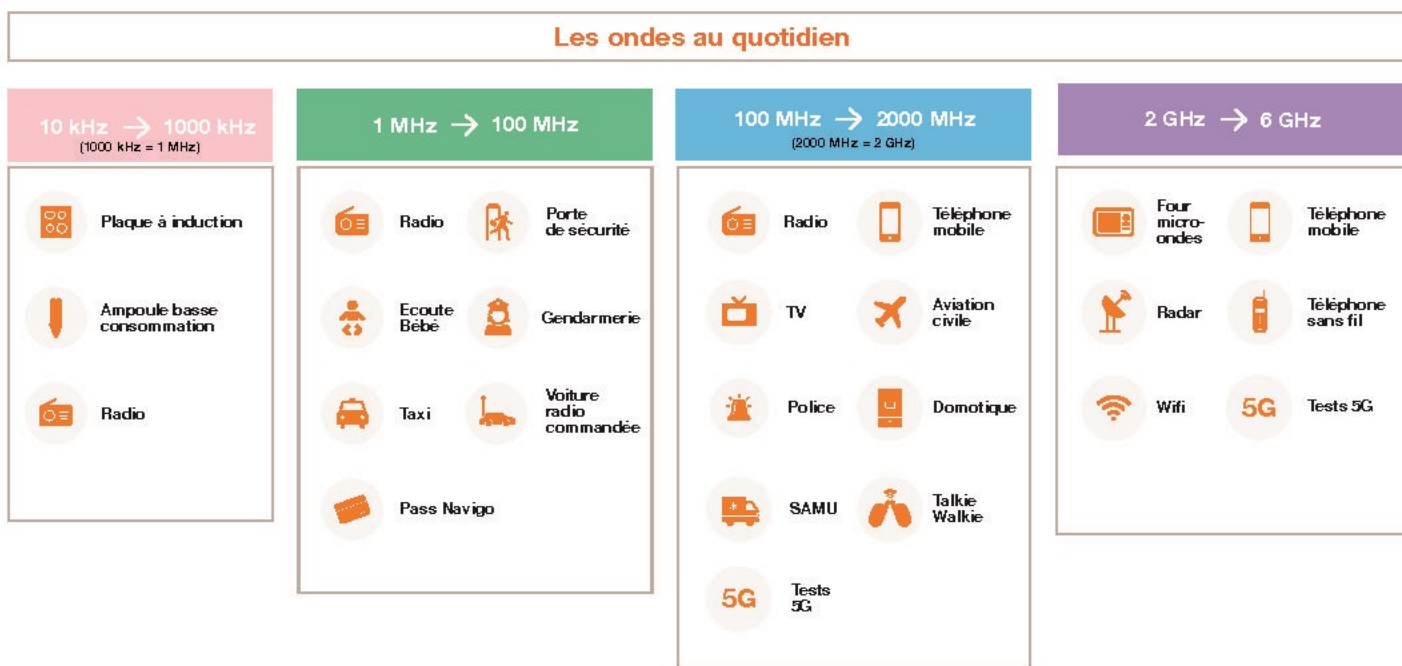 Les ondes au quotidien
10 kHz → 1000 kHz
(1000 kHz = 1 MHz)
Plaque à induction
Ampoule basse
consommation
Radio
1 MHz → 100 MHz
Radio
Porte
de sécurité
Ecoute
Bébé
Gendarmerie
Taxi
Voiture
radio
commandée
Pass Navigo
100 MHz → 2000 MHz
(2000 MHz = 2 GHz)
Radio
Téléphone
mobile
TV
Aviation
civile
Police
Domotique
SAMU
Talkie
Walkie
5G
Tests
5G
2 GHz → 6 GHz
Four
micro-
ondes
Téléphone
mobile
Radar
Téléphone
sans fil
Wifi
5G
Tests 5G